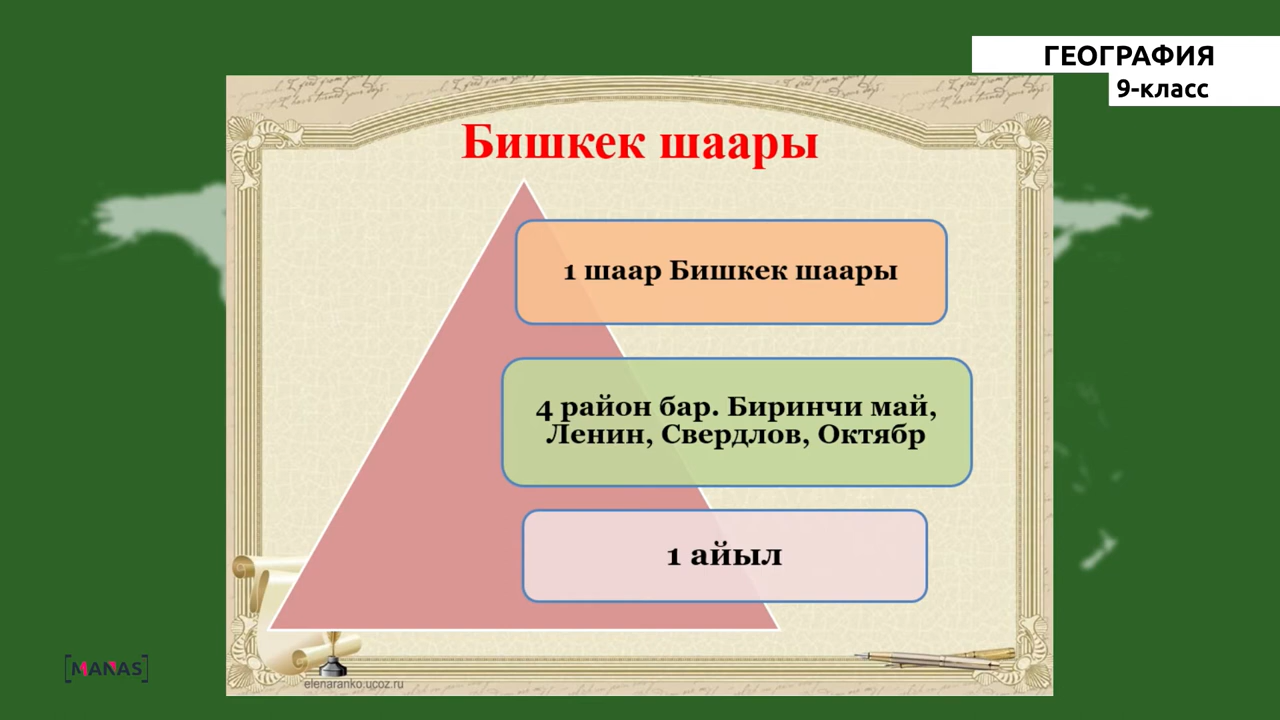 ГЕОГРАФИЯ
9-класс
Бишкек шаары
1 шаар Бишкек шаары
4 район бар. Биринчи май,
Ленин, Свердлов, Октябр
1 айыл
[MANAS]
elenaranko.ucoz.ru